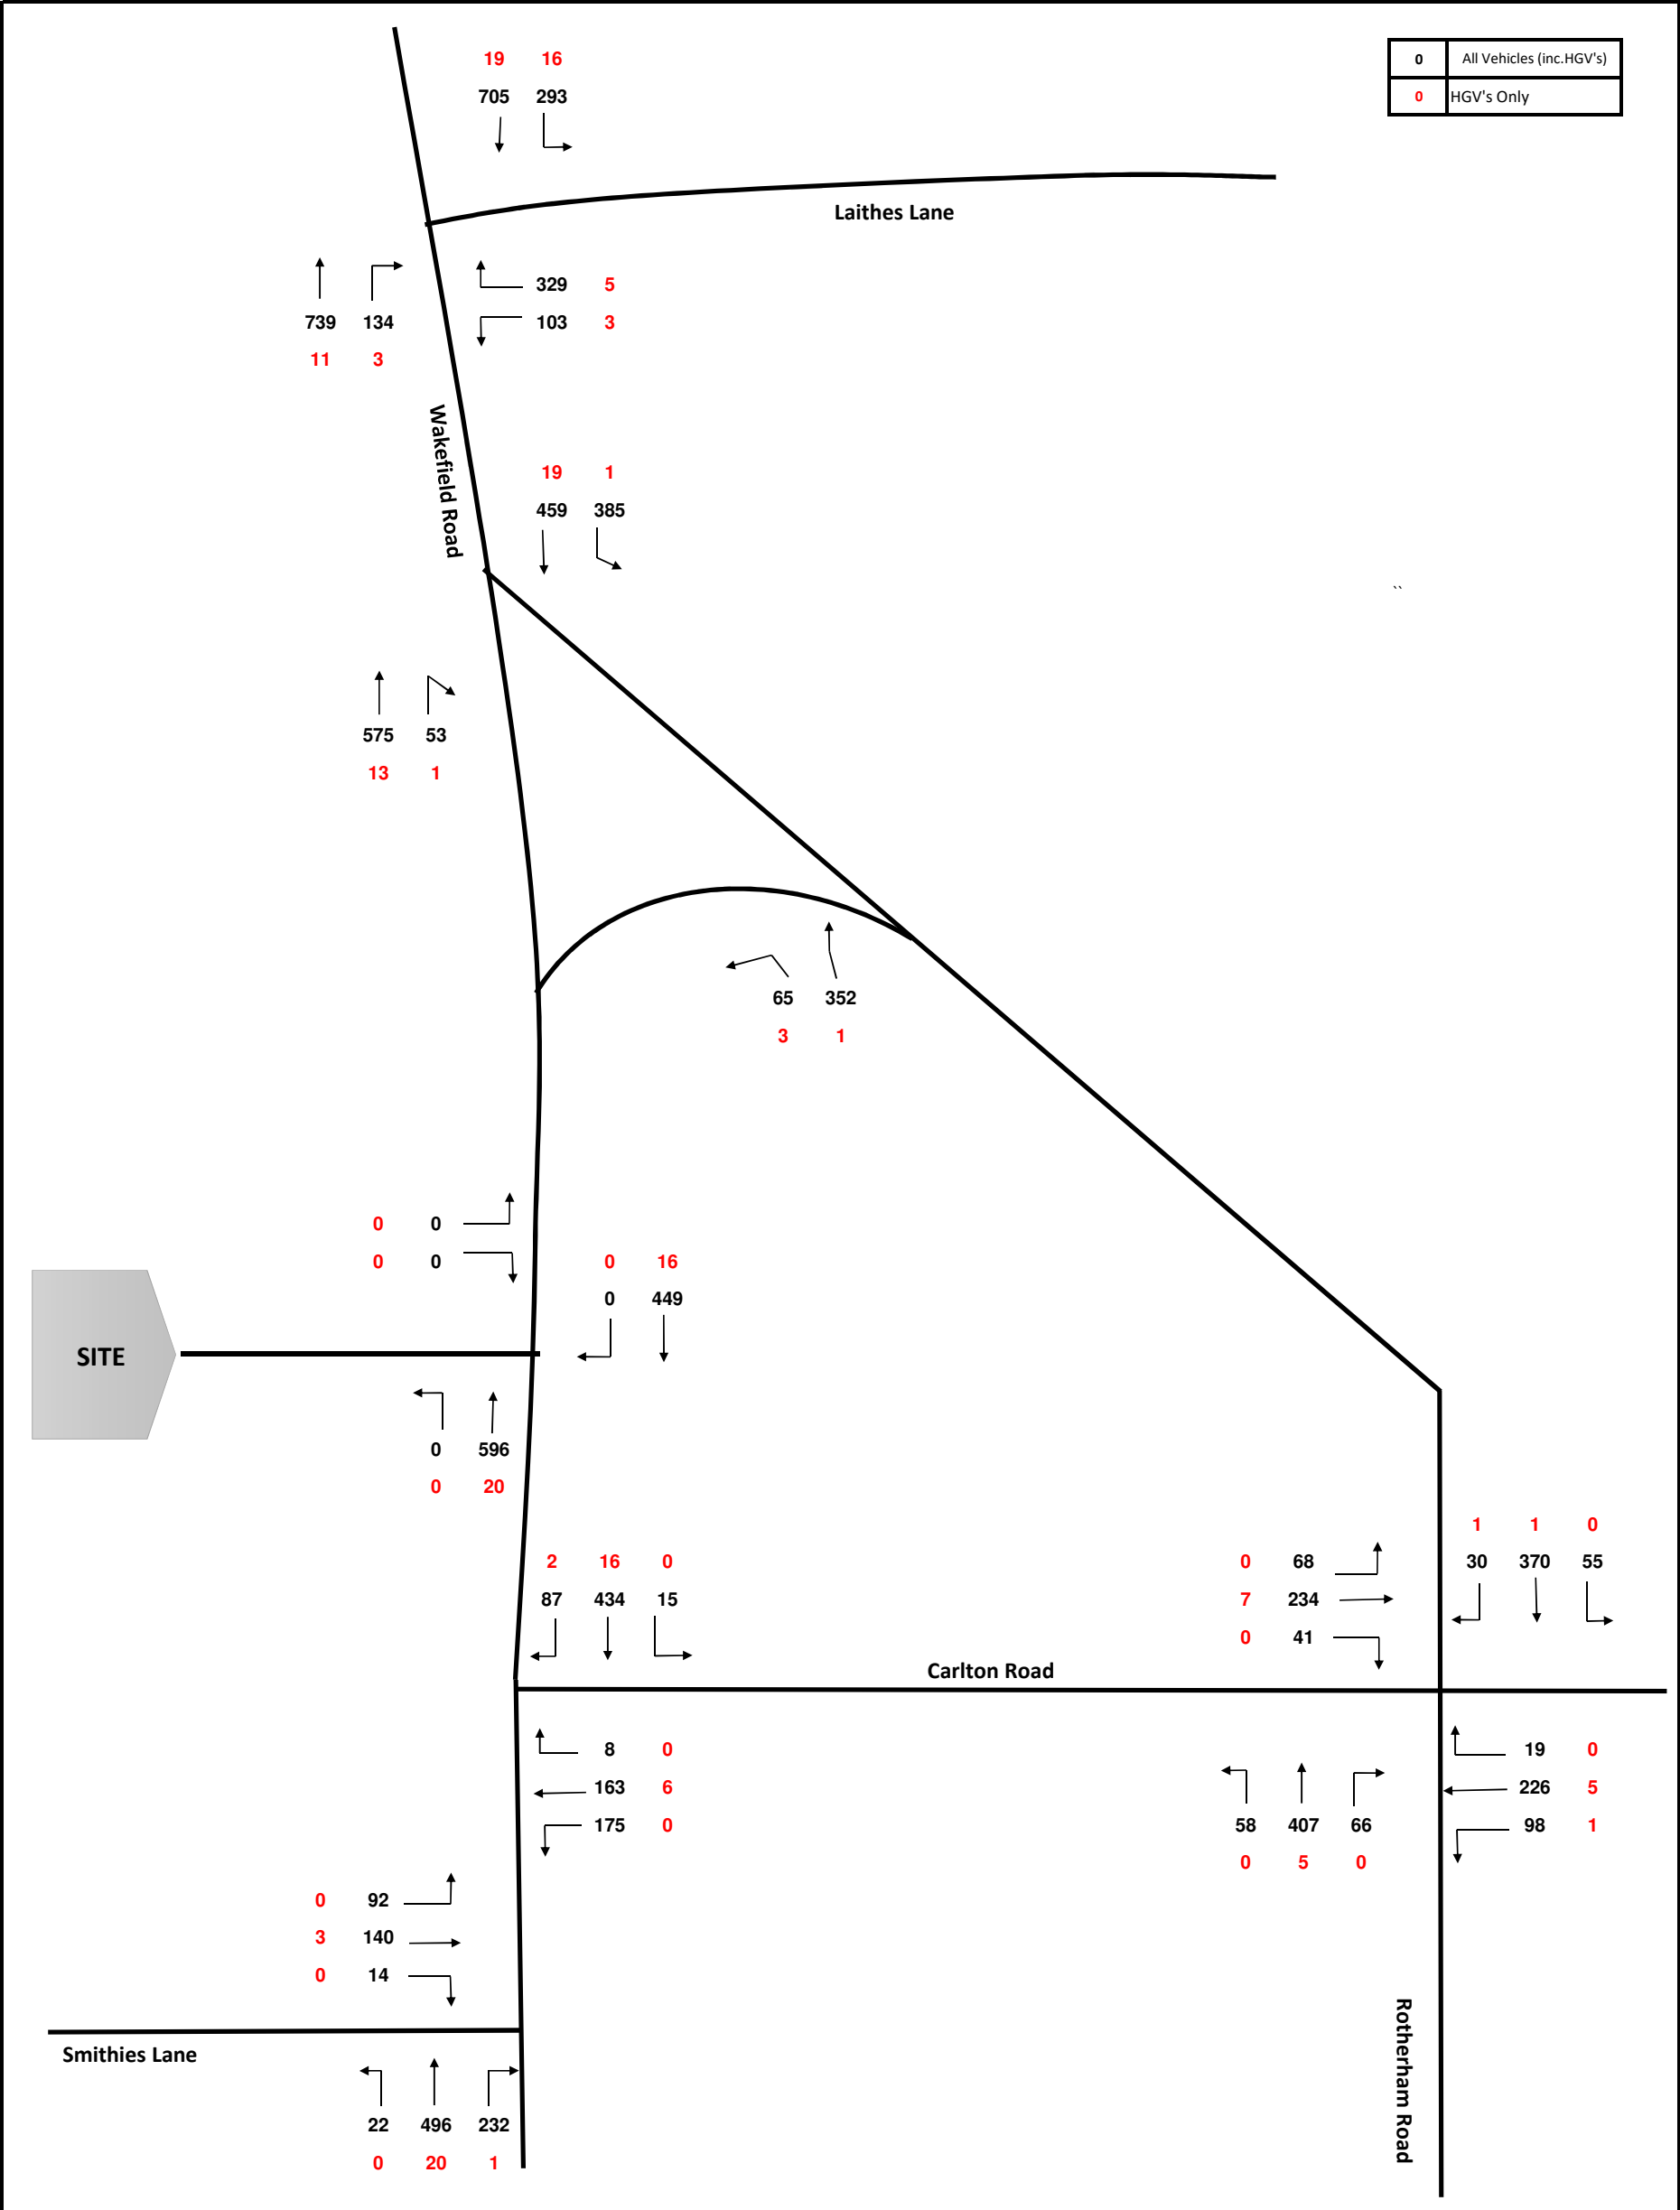 19 16
705 293
0 All Vehicles (inc.HGV's)
0 HGV's Only
Laithes Lane
329 5
103 3
739 134
11 3
Wakefield Road
19 1
459 385
``
575 53
13 1
65 352
3 1
0 0
0 0
0 16
0 449
SITE
0 596
0 20
2 16 0
87 434 15
0 68
7 234
0 41
1 1 0
30 370 55
Carlton Road
8 0
163 6
175 0
58 407 66
0 5 0
19 0
226 5
98 1
0 92
3 140
0 14
Smithies Lane
22 496 232
0 20 1
Rotherham Road